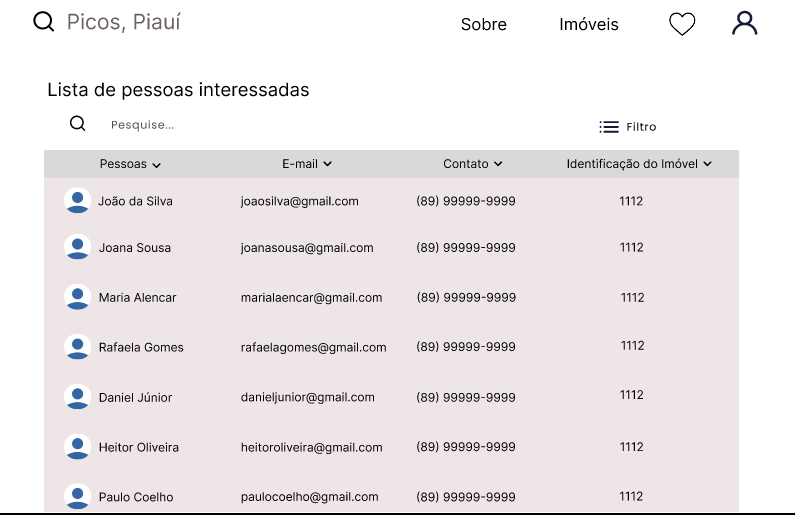 Picos, Piauí Sobre Imóveis
Lista de pessoas interessadas
Pesquise... Filtro
Pessoas E-mail Contato Identificação do Imóvel
João da Silva joaosilva@gmail.com (89) 99999-9999 1112
Joana Sousa joanasousa@gmail.com (89) 99999-9999 1112
Maria Alencar marialaencar@gmail.com (89) 99999-9999 1112
Rafaela Gomes rafaelagomes@gmail.com (89) 99999-9999 1112
Daniel Júnior danieljunior@gmail.com (89) 99999-9999 1112
Heitor Oliveira heitoroliveira@gmail.com (89) 99999-9999 1112
Paulo Coelho paulocoelho@gmail.com (89) 99999-9999 1112